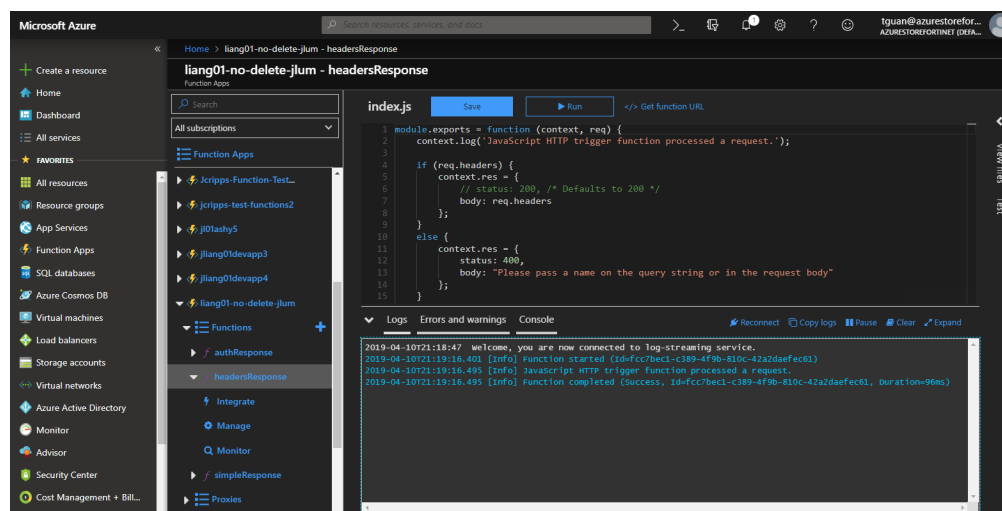 Microsoft Azure
Search resources, services, and docs
1
tguan@azurestorefor...
AZURESTOREFORTINET (DEFA...
Home > liang01-no-delete-jlum - headersResponse
liang01-no-delete-jlum - headersResponse
Function Apps
Create a resource
Home
Dashboard
All services
FAVORITES
All resources
Resource groups
App Services
Function Apps
SQL databases
Azure Cosmos DB
Virtual machines
Load balancers
Storage accounts
Virtual networks
Azure Active Directory
Monitor
Advisor
Security Center
Cost Management + Bill...
Search
All subscriptions
Function Apps
Jcripps-Function-Test...
jcripps-test-functions2
jl01ashy5
jliang01devapp3
jliang01devapp4
liang01-no-delete-jlum
Functions
authResponse
headersResponse
Integrate
Manage
Monitor
simpleResponse
Proxies
index.js
Save
Run
</> Get function URL
1 module.exports = function (context, req) {
2 context.log('JavaScript HTTP trigger function processed a request.');
3
4 if (req.headers) {
5 context.res = {
6 // status: 200, /* Defaults to 200 */
7 body: req.headers
8 };
9 }
10 else {
11 context.res = {
12 status: 400,
13 body: "Please pass a name on the query string or in the request body"
14 };
15 }
View files
Test
Logs
Errors and warnings
Console
Reconnect
Copy logs
Pause
Clear
Expand
2019-04-10T21:18:47 Welcome, you are now connected to log-streaming service.
2019-04-10T21:19:16.401 [Info] Function started (Id=fcc7bec1-c389-4f9b-810c-42a2daefec61)
2019-04-10T21:19:16.495 [Info] JavaScript HTTP trigger function processed a request.
2019-04-10T21:19:16.495 [Info] Function completed (Success, Id=fcc7bec1-c389-4f9b-810c-42a2daefec61, Duration=96ms)